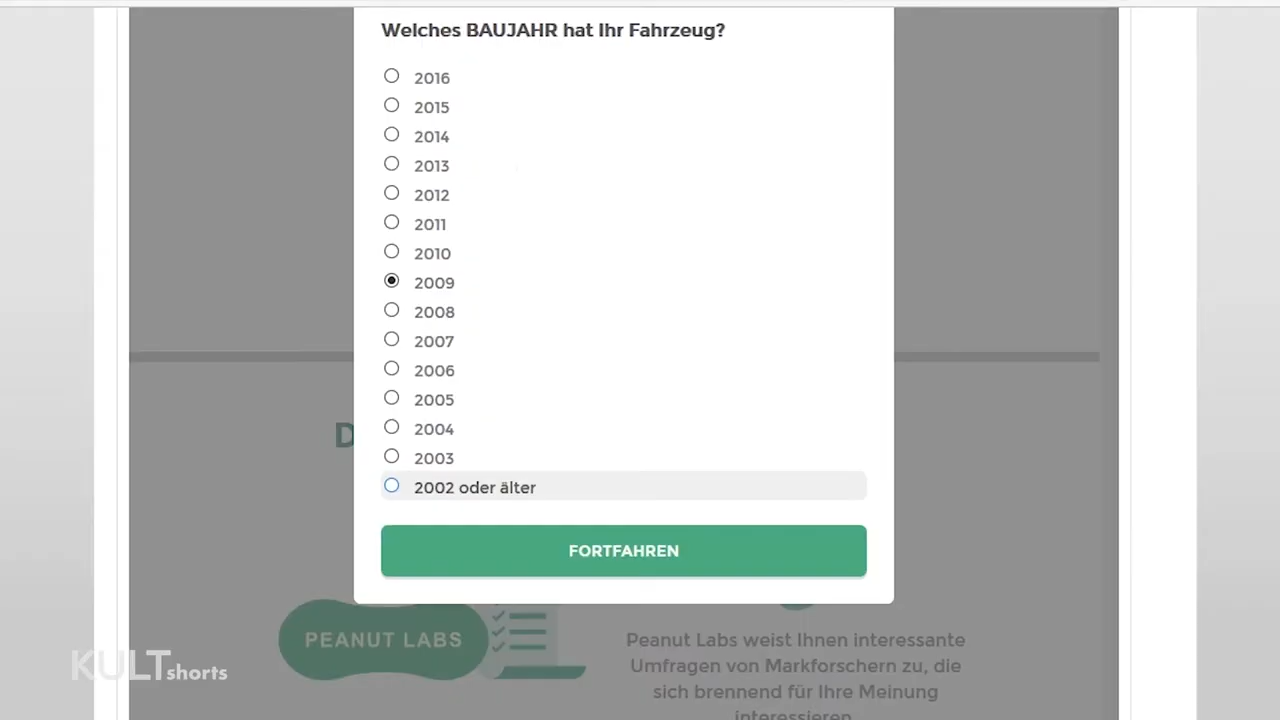 Welches BAUJAHR hat Ihr Fahrzeug?
2016
2015
2014
2013
2012
2011
2010
2009
2008
2007
2006
2005
2004
2003
2002 oder älter
FORTFAHREN
D
PEANUT LABS
Peanut Labs weist Ihnen interessante
Umfragen von Markforschern zu, die
sich brennend für Ihre Meinung
interessieren
KULTshorts